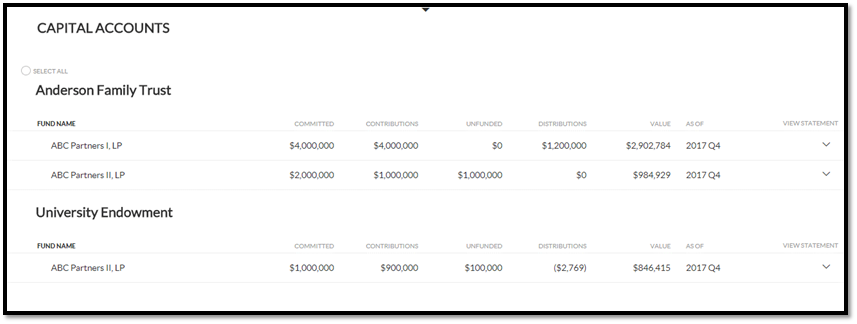 CAPITAL ACCOUNTS
SELECT ALL
Anderson Family Trust
FUND NAME COMMITTED CONTRIBUTIONS UNFUNDED DISTRIBUTIONS VALUE AS OF VIEW STATEMENT
ABC Partners I, LP $4,000,000 $4,000,000 $0 $1,200,000 $2,902,784 2017 Q4
ABC Partners II, LP $2,000,000 $1,000,000 $1,000,000 $0 $984,929 2017 Q4
University Endowment
FUND NAME COMMITTED CONTRIBUTIONS UNFUNDED DISTRIBUTIONS VALUE AS OF VIEW STATEMENT
ABC Partners II, LP $1,000,000 $900,000 $100,000 ($2,769) $846,415 2017 Q4